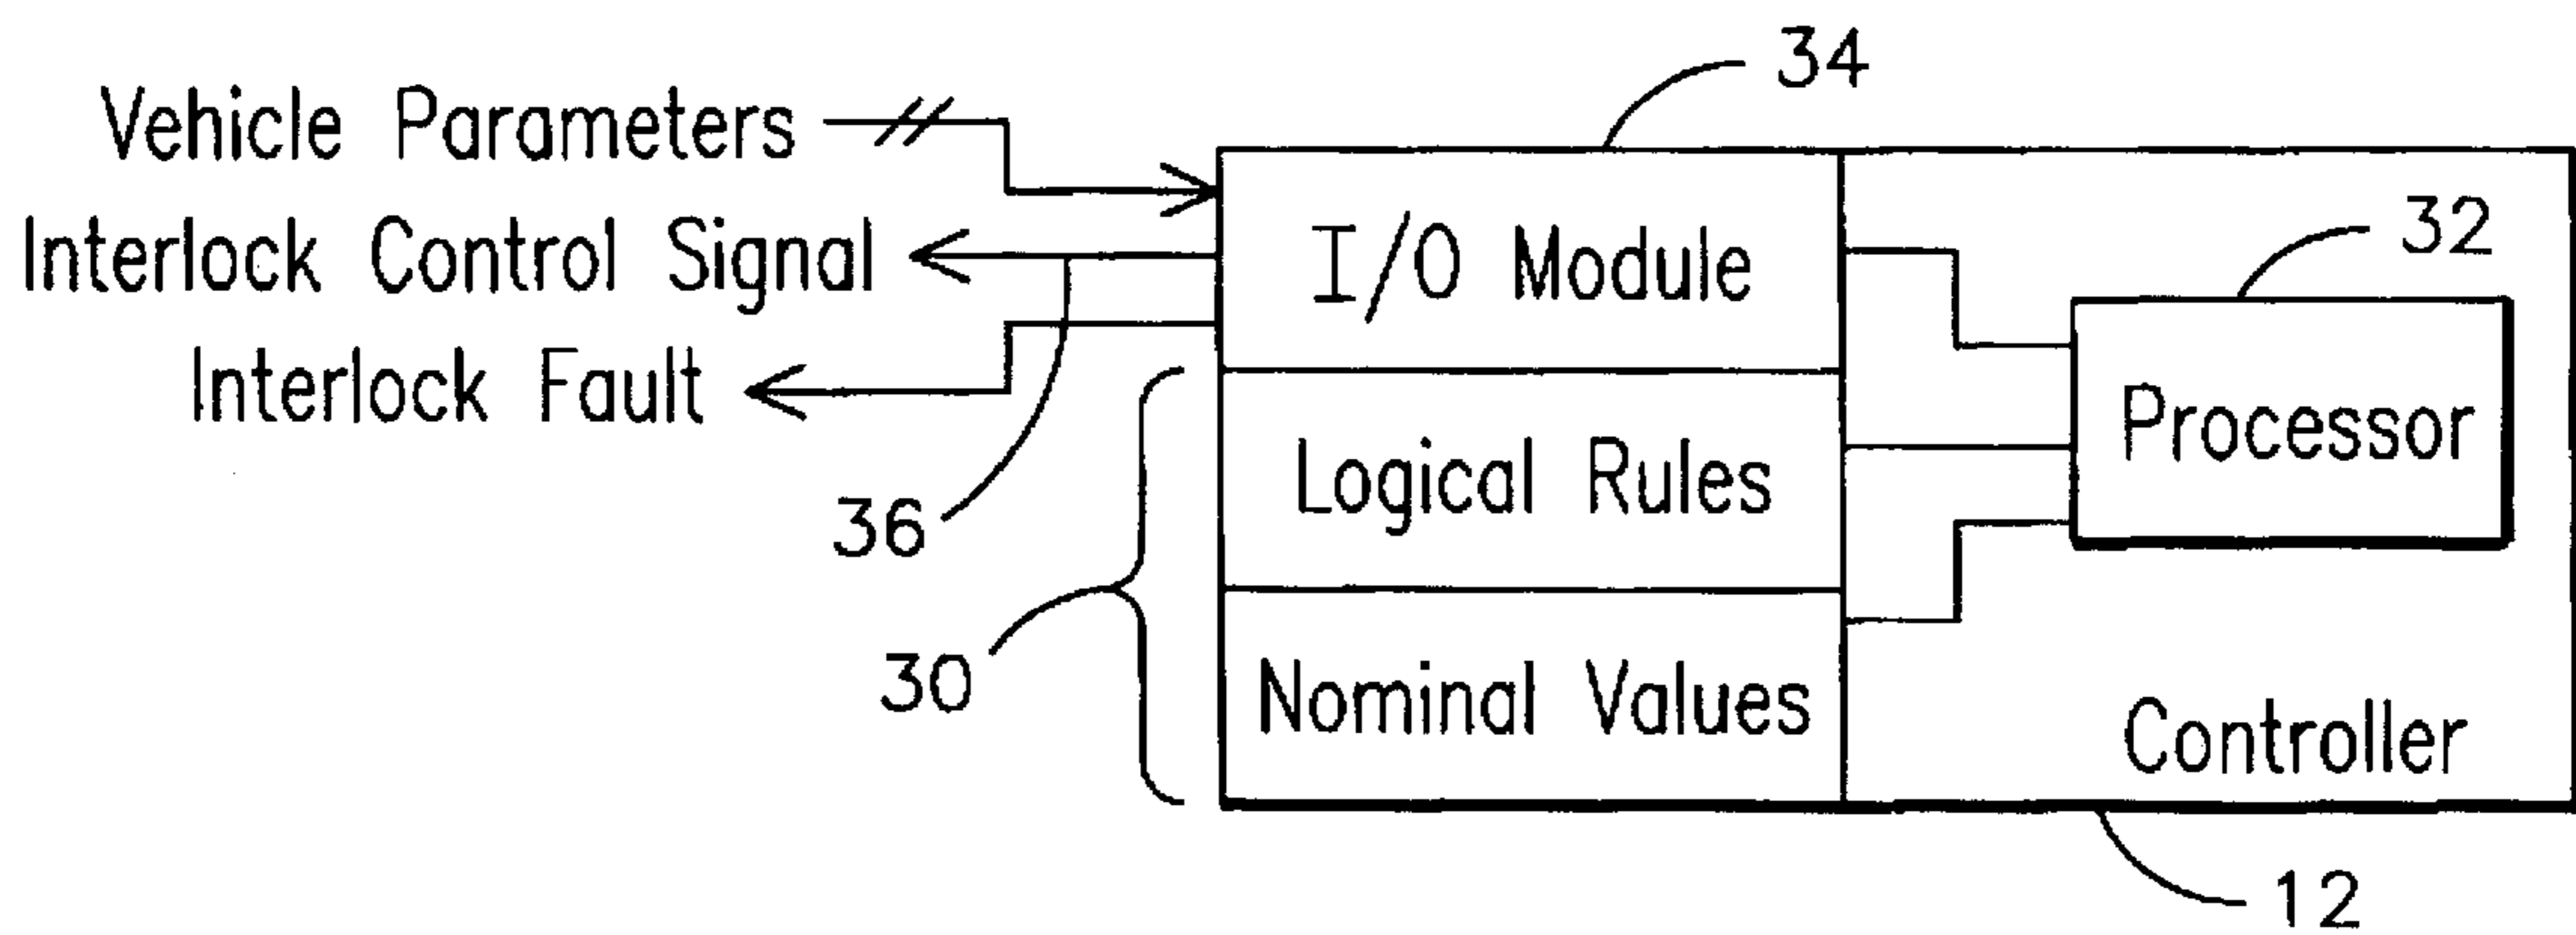 34
Vehicle Parameters
32
Interlock Control Signal
I/O Module
Interlock Fault
Processor
Logical Rules
36
30
Nominal Values
Controller
12